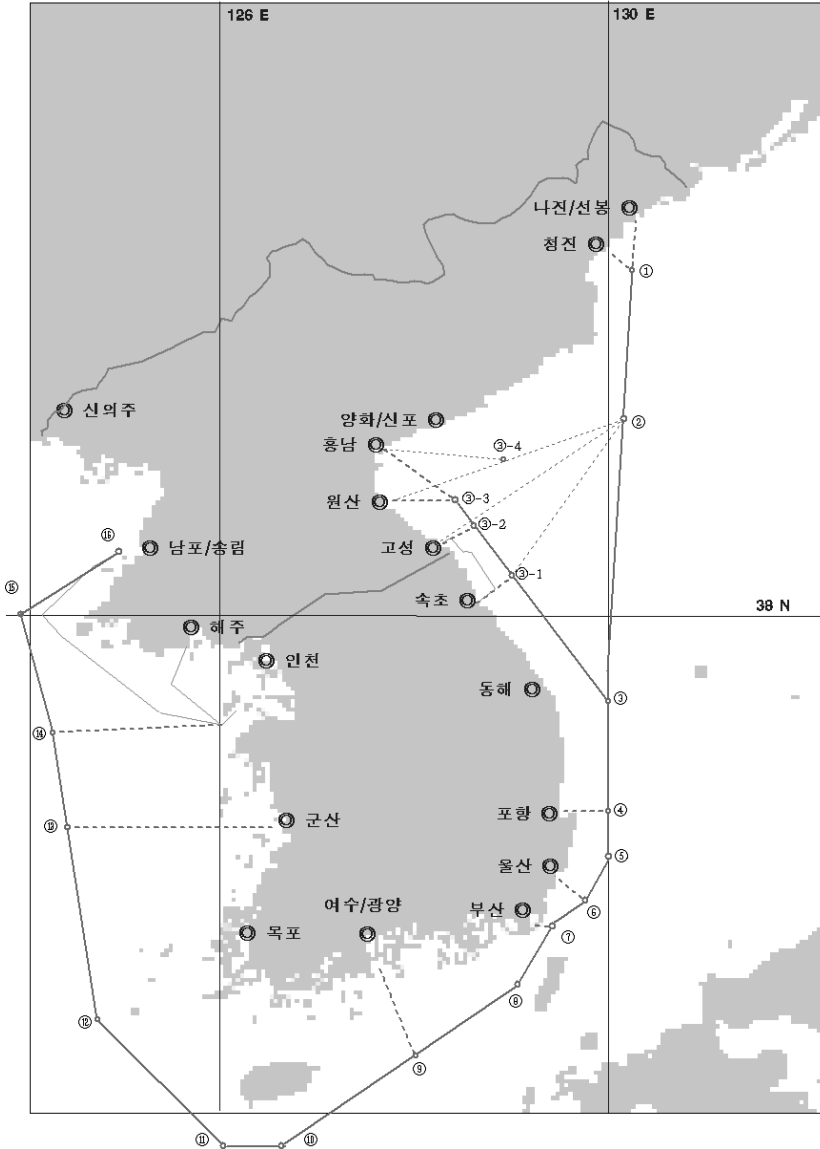 126 E
130 E
나진/선봉
청진
①
신의주
양화/신포
②
흥남
③-4
원산
③-3
③-2
⑯
남포/송림
고성
③-1
속초
⑮
38 N
해주
인천
동해
③
⑭
포항
④
⑬
군산
⑤
울산
⑥
여수/광양
부산
⑦
목포
⑧
⑫
⑨
⑪
⑩